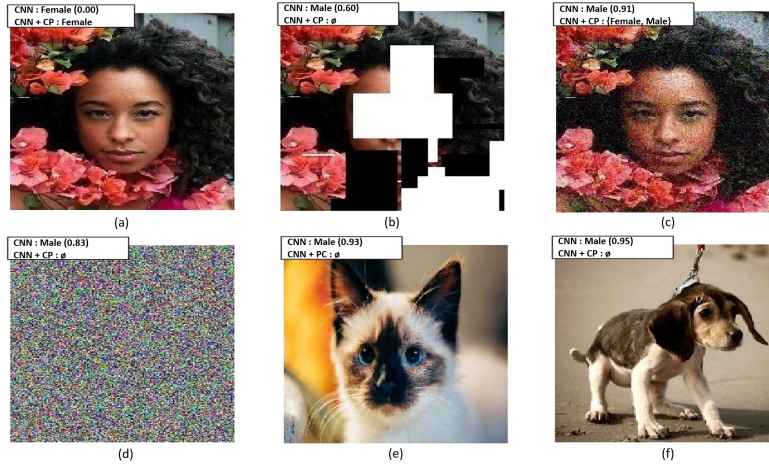 CNN : Female (0.00)
CNN + CP : Female
CNN : Male (0.60)
CNN + CP : ø
CNN : Male (0.91)
CNN + CP : {Female, Male}
(a)
(b)
(c)
CNN : Male (0.83)
CNN + CP : ø
CNN : Male (0.93)
CNN + PC : ø
CNN : Male (0.95)
CNN + CP : ø
(d)
(e)
(f)